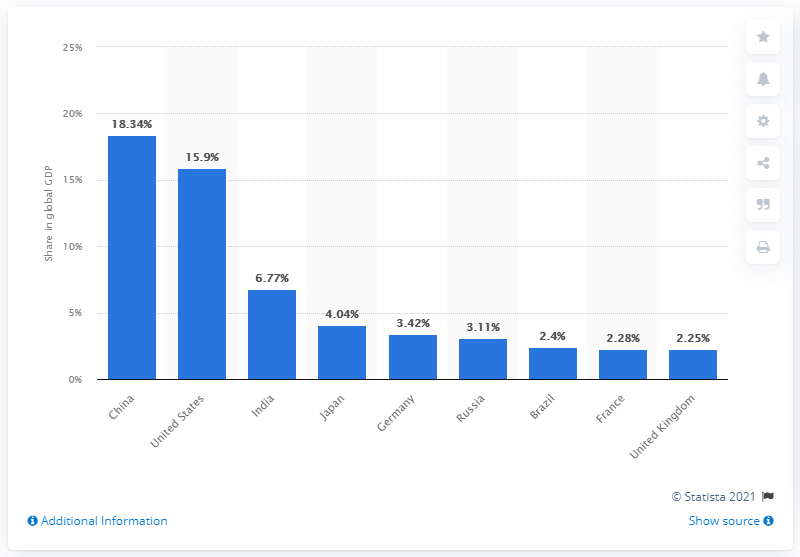 25%
20%
15%
10%
5%
0%
Share in global GDP
18.34%
15.9%
6.77%
4.04%
3.42%
3.11%
2.4%
2.28%
2.25%
China
United States
India
Japan
Germany
Russia
Brazil
France
United Kingdom
© Statista 2021
Additional Information
Show source